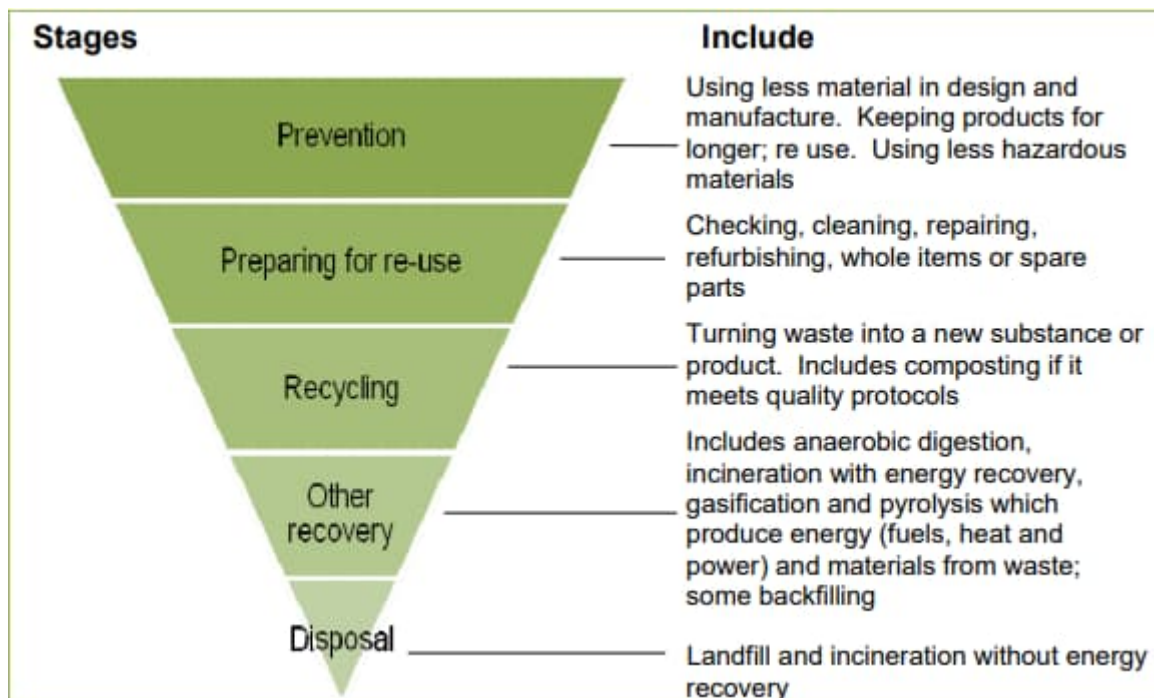 Stages
Include
Prevention
Using less material in design and
manufacture.  Keeping products for
longer; re use.  Using less hazardous
materials
Preparing for re-use
Checking, cleaning, repairing,
refurbishing, whole items or spare
parts
Recycling
Turning waste into a new substance or
product.  Includes composting if it
meets quality protocols
Other
recovery
Includes anaerobic digestion,
incineration with energy recovery,
gasification and pyrolysis which
produce energy (fuels, heat and
power) and materials from waste;
some backfilling
Disposal
Landfill and incineration without energy
recovery